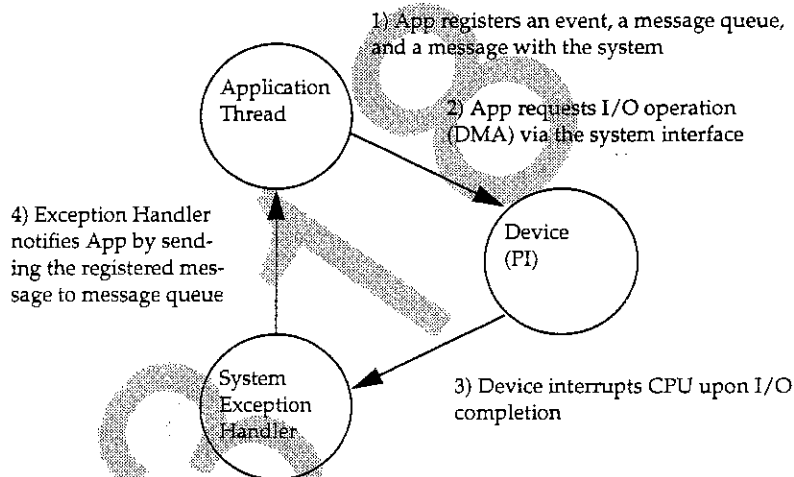 1) App registers an event, a message queue,
and a message with the system
Application
Thread
2) App requests I/O operation
(DMA) via the system interface
4) Exception Handler
notifies App by send-
ing the registered mes-
sage to message queue
Device
(PI)
System
Exception
Handler
3) Device interrupts CPU upon I/O
completion